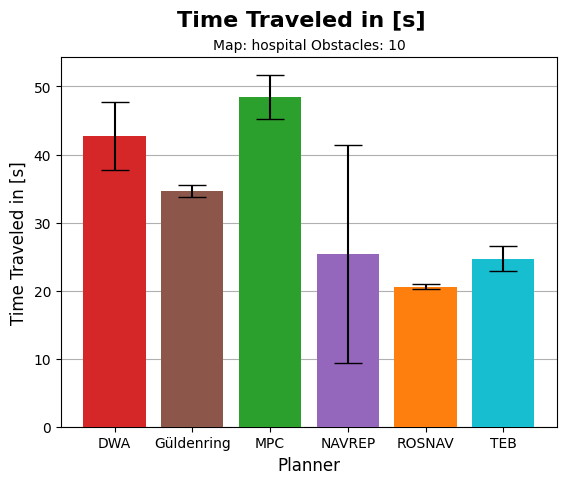 Time Traveled in [s]
Map: hospital Obstacles: 10
Time Traveled in [s]
50
40
30
20
10
0
DWA Güldenring MPC NAVREP ROSNAV TEB
Planner